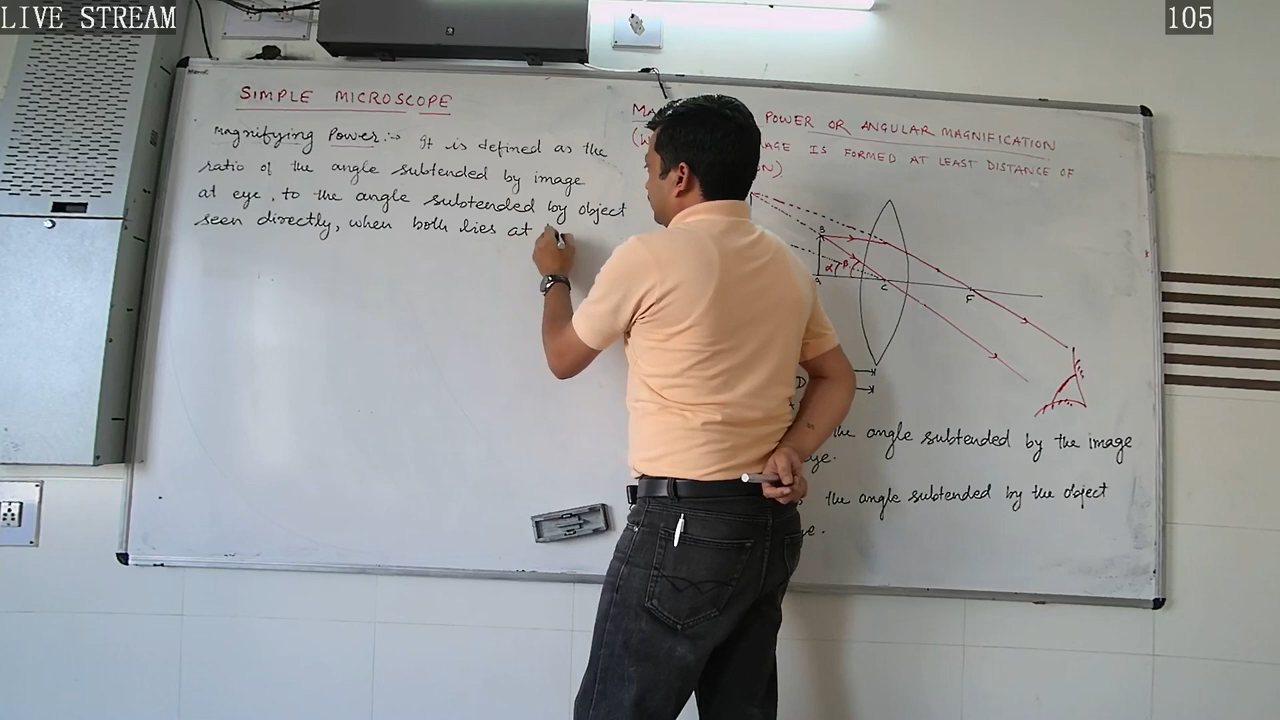 LIVE STREAM
105
SIMPLE MICROSCOPE
Magnifying Power :→ It is defined as the
ratio of the angle subtended by image
at eye, to the angle subtended by object
seen directly, when both lies at
POWER OR ANGULAR MAGNIFICATION
IS FORMED AT LEAST DISTANCE OF
B
α β
A
C
F
D
the angle subtended by the image
eye.
the angle subtended by the object